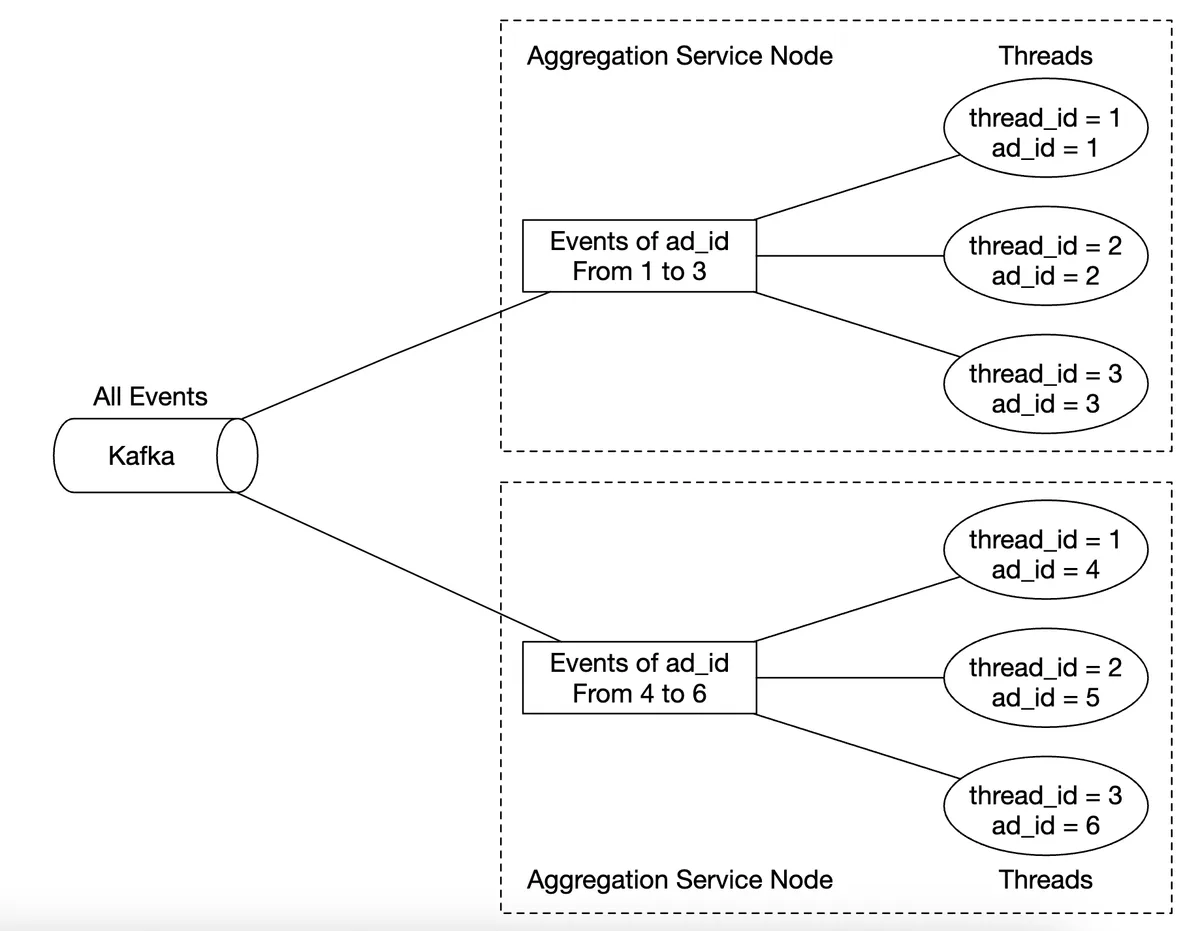 Aggregation Service Node
Threads
thread_id = 1
ad_id = 1
Events of ad_id
From 1 to 3
thread_id = 2
ad_id = 2
thread_id = 3
ad_id = 3
All Events
Kafka
thread_id = 1
ad_id = 4
Events of ad_id
From 4 to 6
thread_id = 2
ad_id = 5
thread_id = 3
ad_id = 6
Aggregation Service Node
Threads